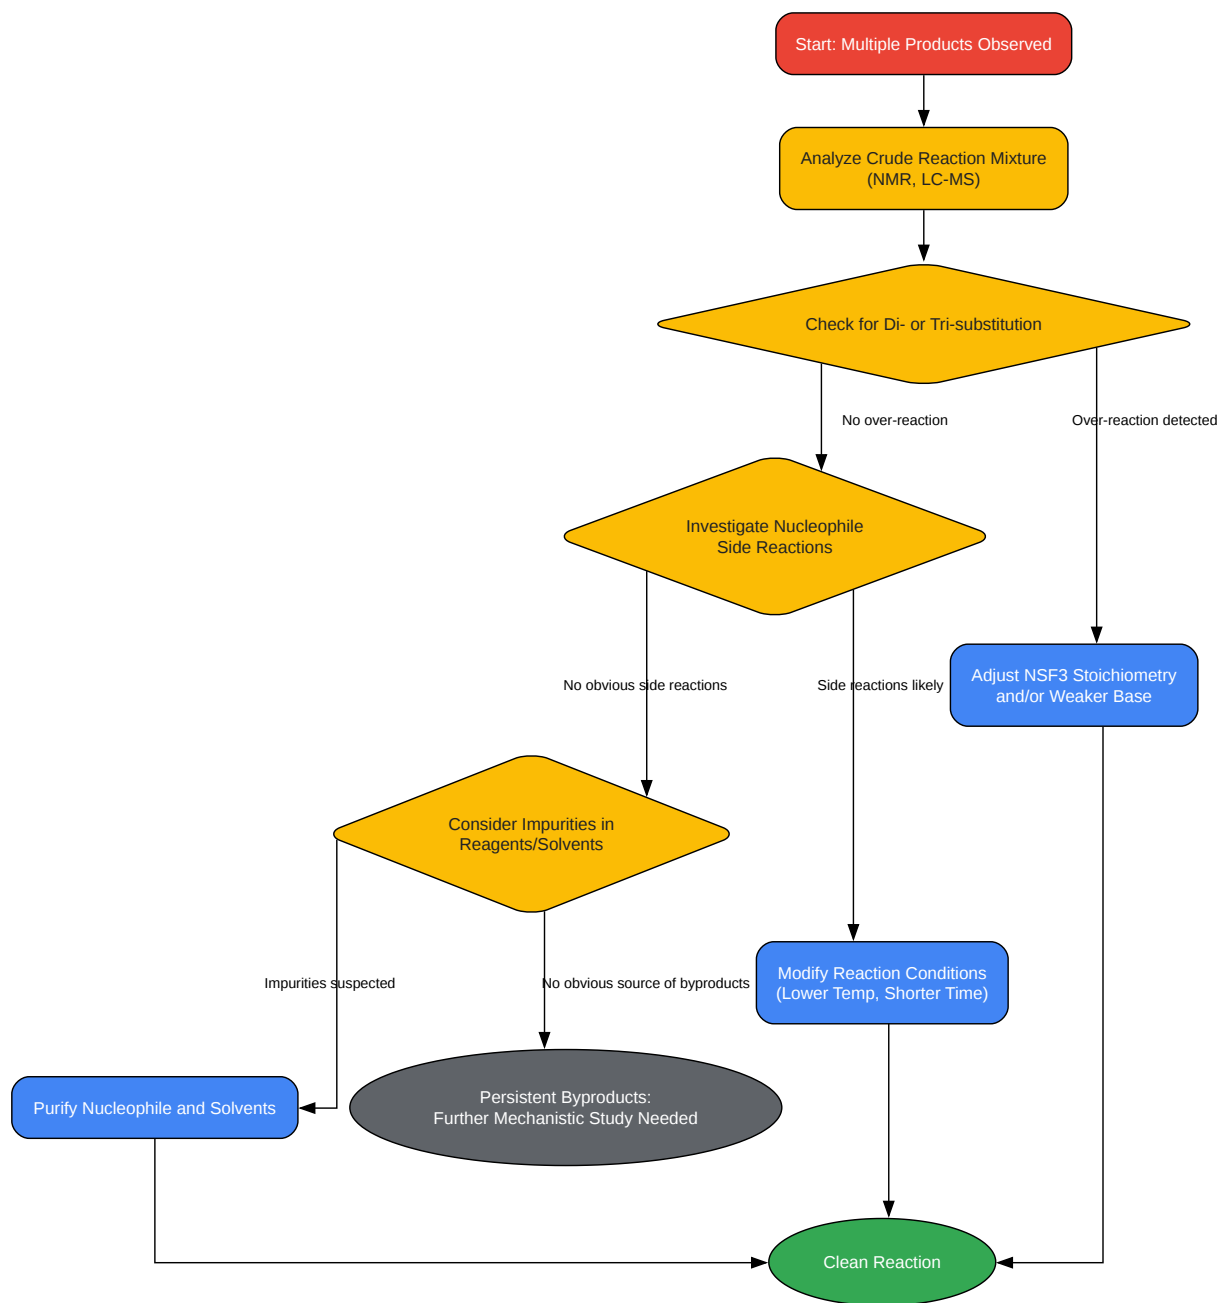 Start: Multiple Products Observed
Analyze Crude Reaction Mixture
(NMR, LC-MS)
Check for Di- or Tri-substitution
No over-reaction
Over-reaction detected
Investigate Nucleophile
Side Reactions
No obvious side reactions
Side reactions likely
Adjust NSF3 Stoichiometry
and/or Weaker Base
Consider Impurities in
Reagents/Solvents
Impurities suspected
No obvious source of byproducts
Modify Reaction Conditions
(Lower Temp, Shorter Time)
Purify Nucleophile and Solvents
Persistent Byproducts:
Further Mechanistic Study Needed
Clean Reaction